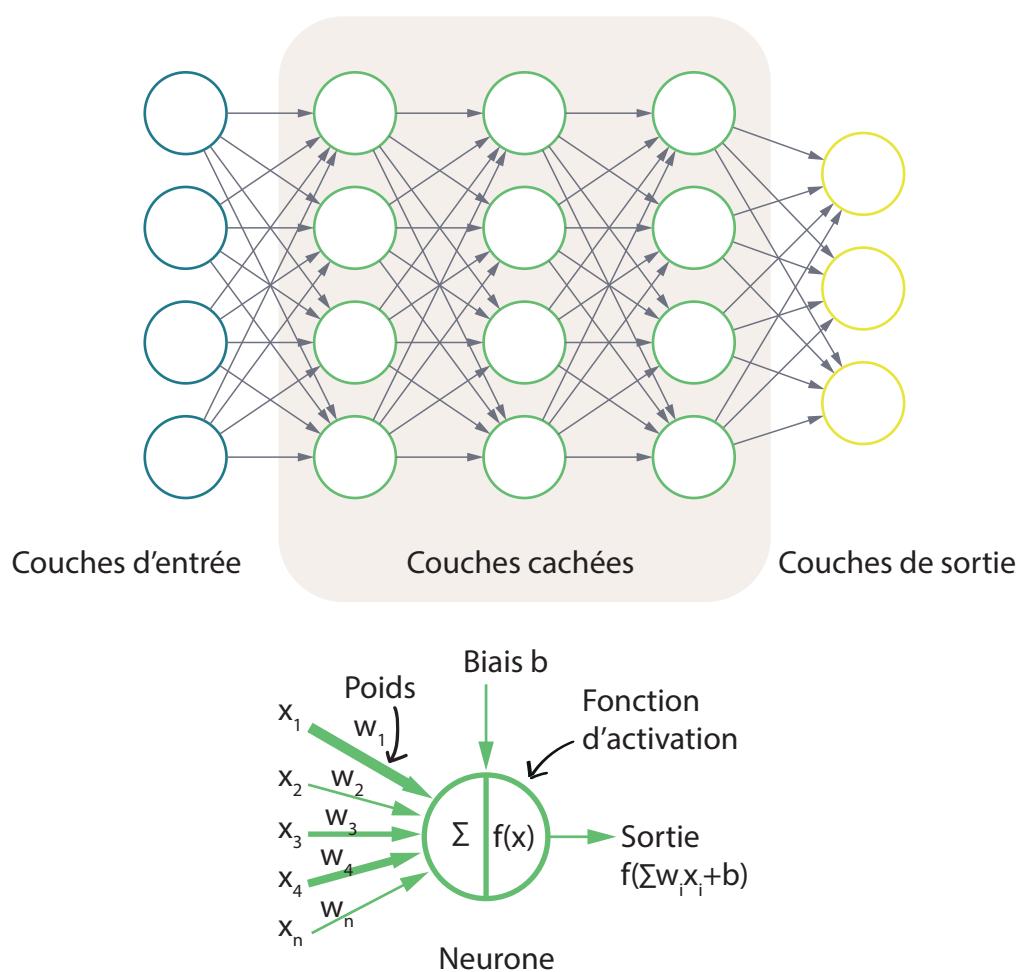 Couches d'entrée
Couches cachées
Couches de sortie
Biais b
Poids
Fonction
d'activation
x₁
w₁
x₂
w₂
x₃
w₃
x₄
w₄
xₙ
wₙ
Σ
f(x)
Sortie
f(∑wᵢxᵢ+b)
Neurone